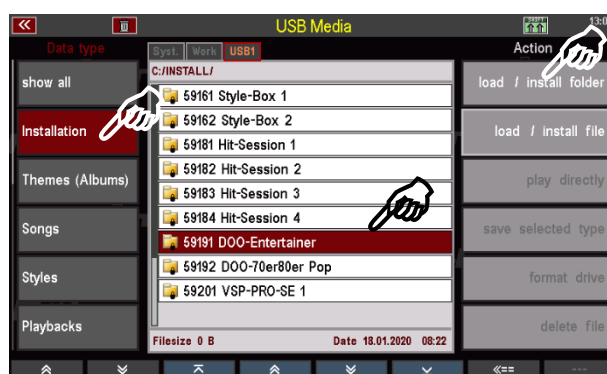 USB Media
13:0
Data type
Syst. Work USB1
Action
C:/INSTALL/
show all
Installation
Themes (Albums)
Songs
Styles
Playbacks
59161 Style-Box 1
59162 Style-Box 2
59181 Hit-Session 1
59182 Hit-Session 2
59183 Hit-Session 3
59184 Hit-Session 4
59191 DOO-Entertainer
59192 DOO-70er80er Pop
59201 VSP-PRO-SE 1
Filesize 0 B Date 18.01.2020 08:22
load / install folder
load / install file
play directly
save selected type
format drive
delete file